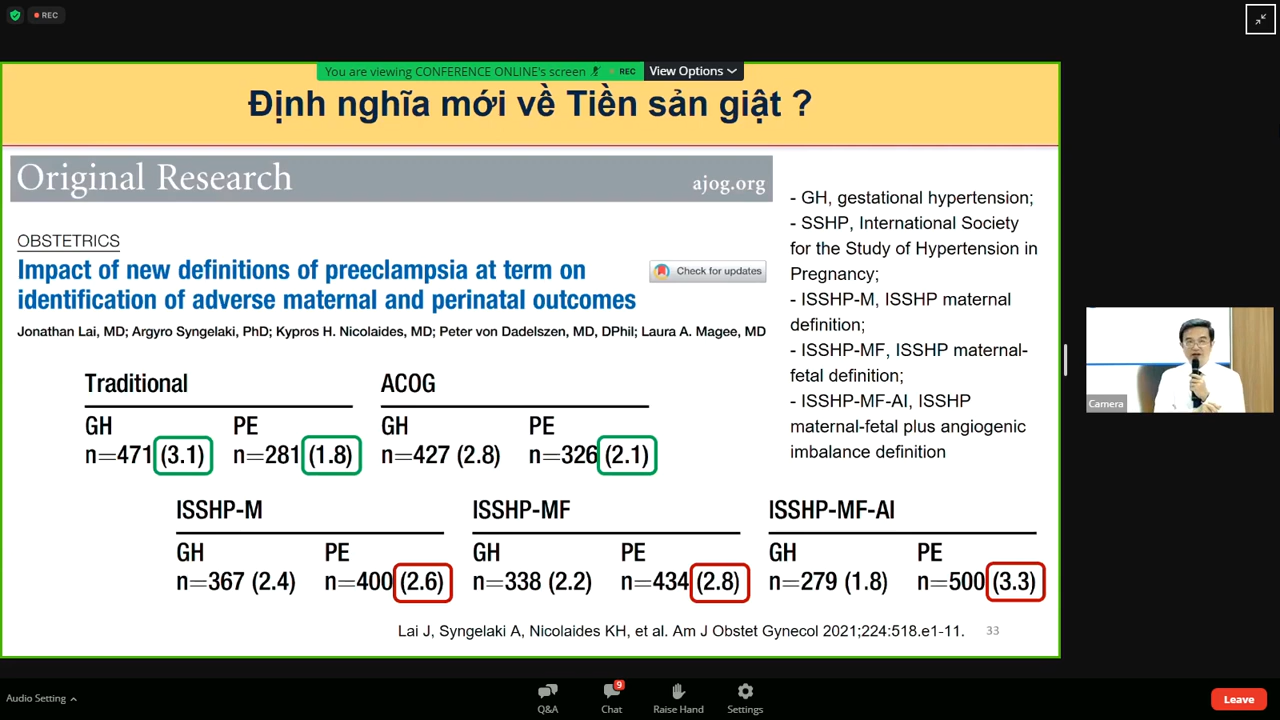 REC
You are viewing CONFERENCE ONLINE's screen REC View Options
Định nghĩa mới về Tiền sản giật ?
Original Research
ajog.org
OBSTETRICS
Impact of new definitions of preeclampsia at term on
identification of adverse maternal and perinatal outcomes
Check for updates
Jonathan Lai, MD; Argyro Syngelaki, PhD; Kypros H. Nicolaides, MD; Peter von Dadelszen, MD, DPhil; Laura A. Magee, MD
- GH, gestational hypertension;
- SSHP, International Society
for the Study of Hypertension in
Pregnancy;
- ISSHP-M, ISSHP maternal
definition;
- ISSHP-MF, ISSHP maternal-
fetal definition;
- ISSHP-MF-AI, ISSHP
maternal-fetal plus angiogenic
imbalance definition
Traditional ACOG
GH PE GH PE
n=471 (3.1) n=281 (1.8) n=427 (2.8) n=326 (2.1)
ISSHP-M ISSHP-MF ISSHP-MF-AI
GH PE GH PE GH PE
n=367 (2.4) n=400 (2.6) n=338 (2.2) n=434 (2.8) n=279 (1.8) n=500 (3.3)
Lai J, Syngelaki A, Nicolaides KH, et al. Am J Obstet Gynecol 2021;224:518.e1-11. 33
Camera
Audio Setting
Q&A
9
Chat
Raise Hand
Settings
Leave